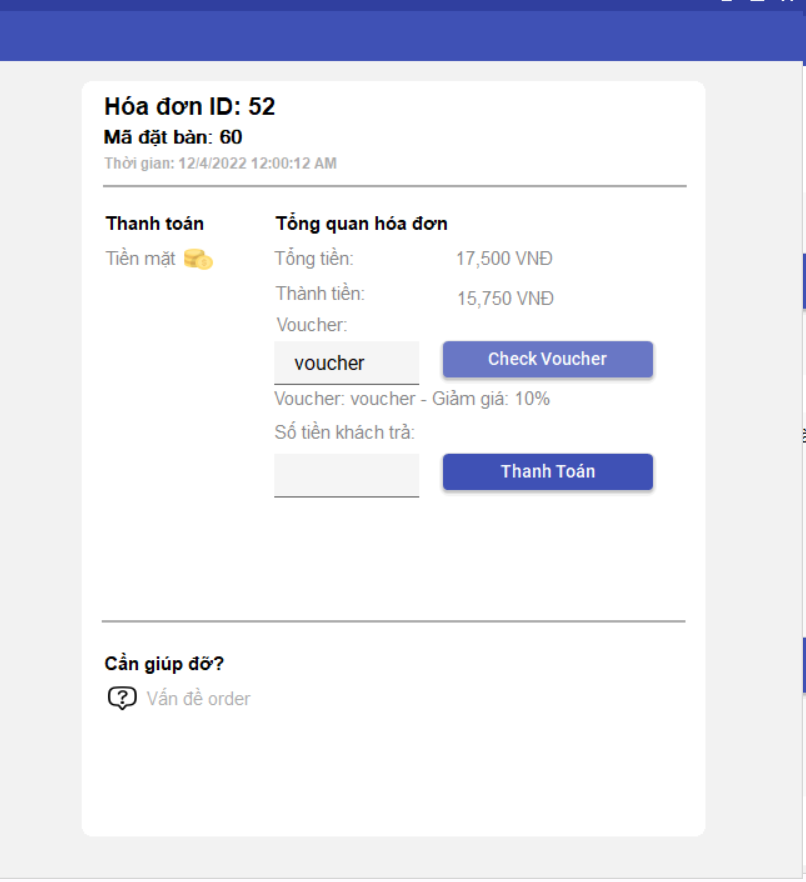 Hóa đơn ID: 52
Mã đặt bàn: 60
Thời gian: 12/4/2022 12:00:12 AM
Thanh toán
Tổng quan hóa đơn
Tiền mặt
Tổng tiền: 17,500 VNĐ
Thành tiền: 15,750 VNĐ
Voucher:
voucher
Check Voucher
Voucher: voucher - Giảm giá: 10%
Số tiền khách trả:
Thanh Toán
Cần giúp đỡ?
Vấn đề order